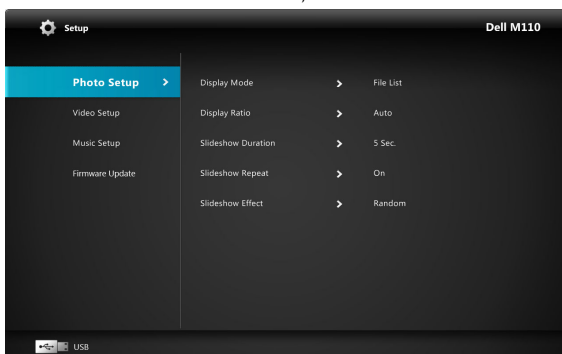 Setup
Dell M110
Photo Setup
Display Mode
File List
Video Setup
Display Ratio
Auto
Music Setup
Slideshow Duration
5 Sec.
Firmware Update
Slideshow Repeat
On
Slideshow Effect
Random
USB